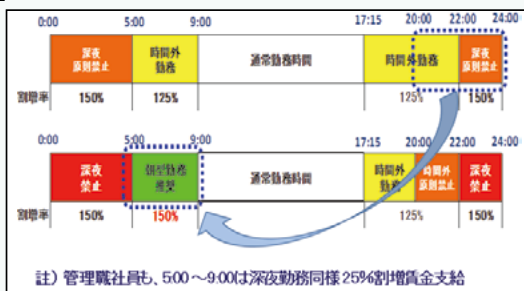 0:00 5:00 9:00 17:15 20:00 22:00 24:00
深夜 原則禁止 時間外 勤務 通常勤務時間 時間外勤務 深夜 原則禁止
割増率 150% 125% 125% 150%
0:00 5:00 9:00 17:15 20:00 22:00 24:00
深夜 禁止 朝型勤務 推奨 通常勤務時間 時間外 勤務 時間外 原則禁止 深夜 禁止
割増率 150% 150% 125% 150%
註）管理職社員も、5:00～9:00は深夜勤務同様25%割増賃金支給